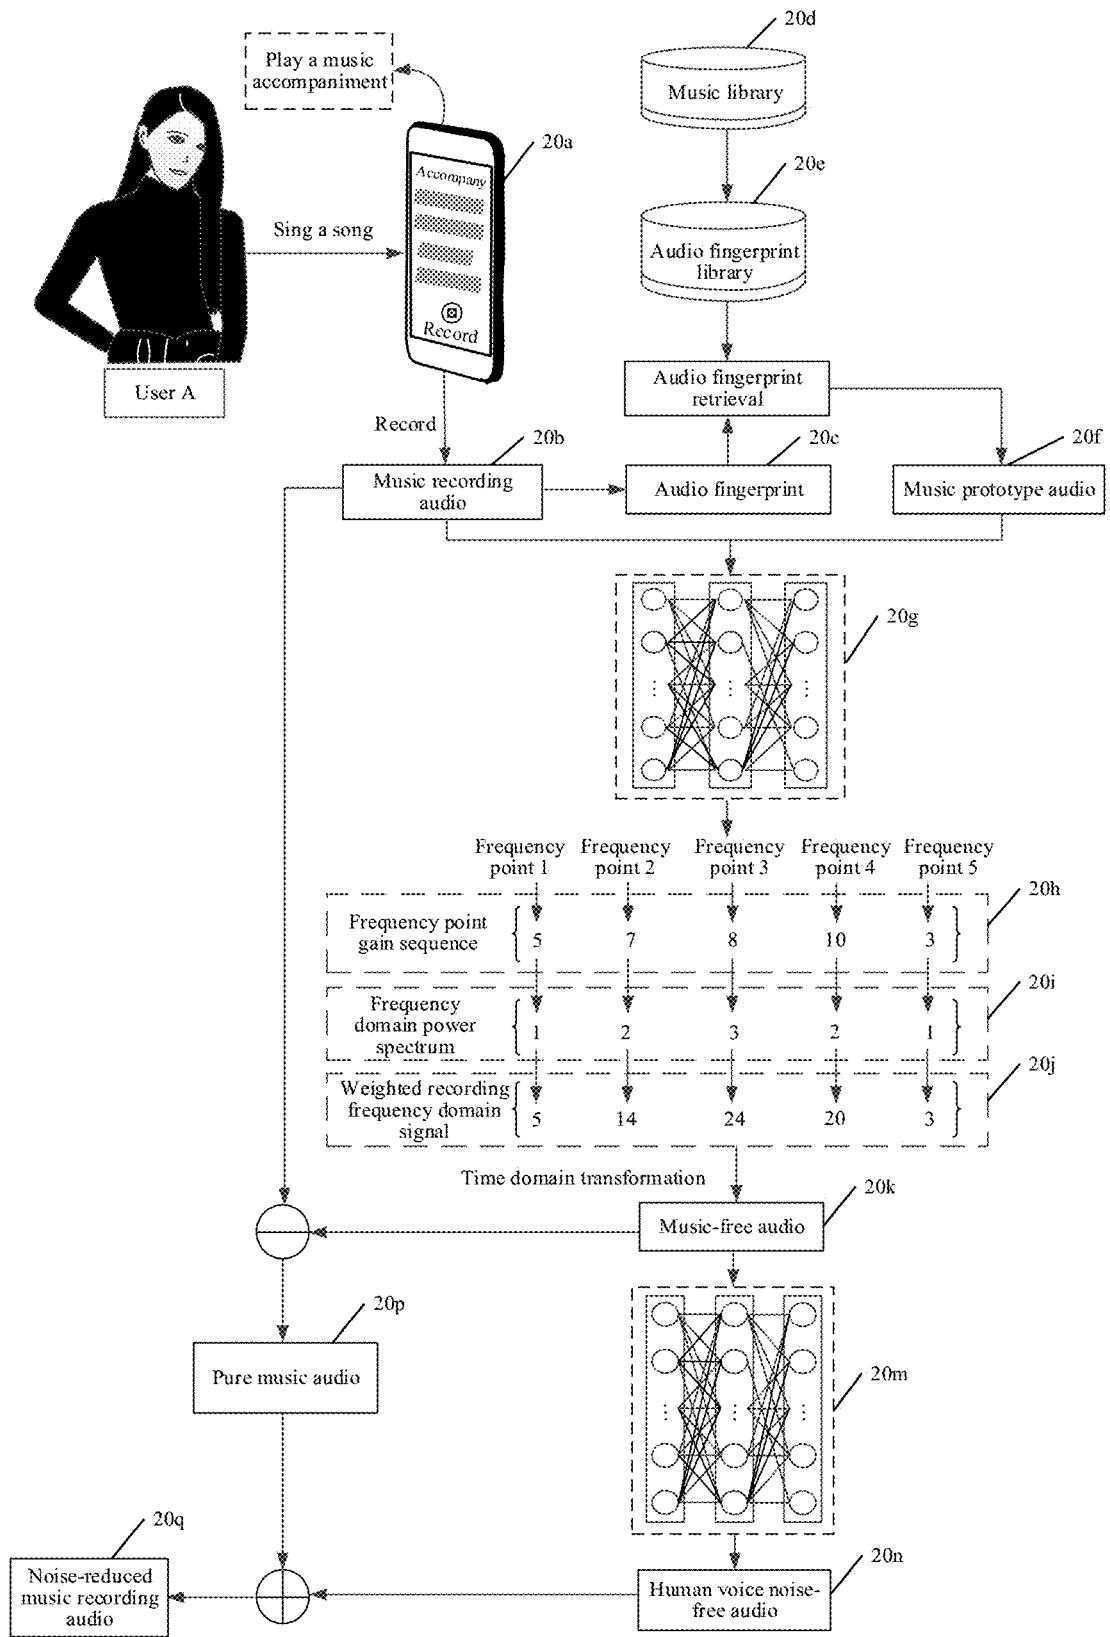 20d
Play a music
accompaniment
Music library
20a
20e
Accompany
Sing a song
Audio fingerprint
library
Record
User A
Audio fingerprint
retrieval
Record
20b
20c
20f
Music recording
audio
Audio fingerprint
Music prototype audio
20g
Frequency
point 1
Frequency
point 2
Frequency
point 3
Frequency
point 4
Frequency
point 5
20h
Frequency point
gain sequence
5 7 8 10 3
20i
Frequency
domain power
spectrum
1 2 3 2 1
20j
Weighted recording
frequency domain
signal
5 14 24 20 3
Time domain transformation
20k
Music-free audio
20p
Pure music audio
20m
20q
20n
Noise-reduced
music recording
audio
Human voice noise-
free audio